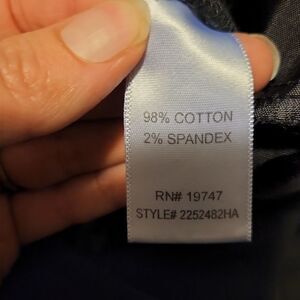 98% COTTON
2% SPANDEX
RN# 19747
STYLE# 2252482HA